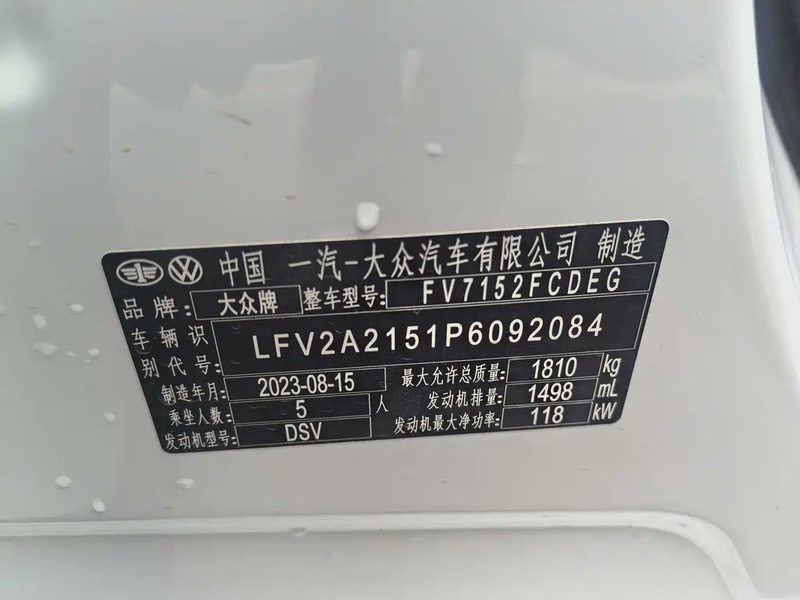 中国 一汽-大众汽车有限公司 制造
品牌: 大众牌 整车型号: FV7152FCDEG
车辆识别代号: LFV2A2151P6092084
制造年月: 2023-08-15 最大允许总质量: 1810 kg
乘坐人数: 5 人 发动机排量: 1498 mL
发动机型号: DSV 发动机最大净功率: 118 kW